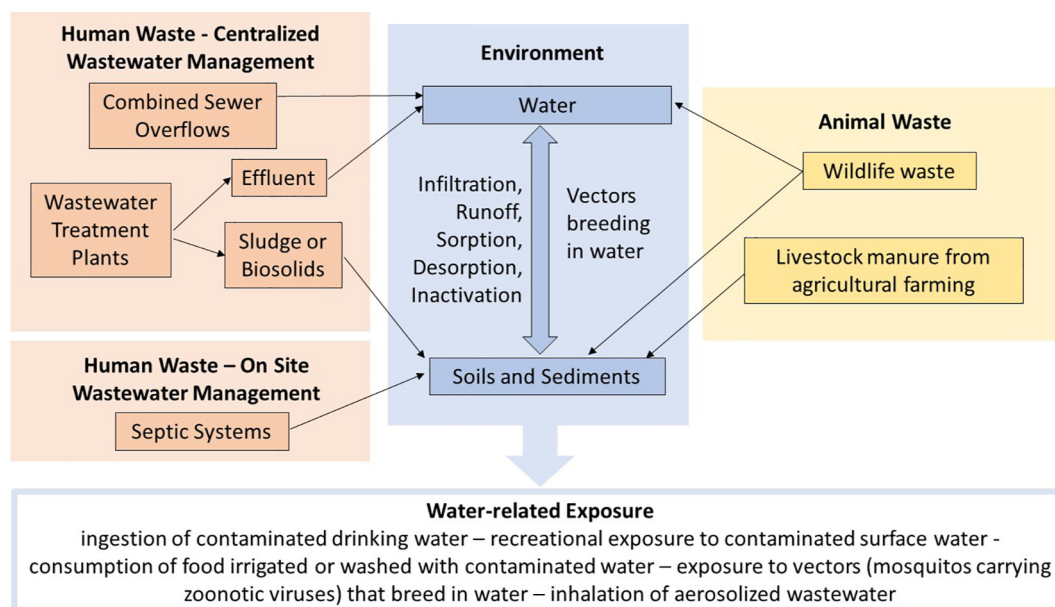 Human Waste - Centralized
Wastewater Management
Combined Sewer
Overflows
Effluent
Wastewater
Treatment
Plants
Sludge or
Biosolids
Human Waste – On Site
Wastewater Management
Septic Systems
Environment
Water
Infiltration,
Runoff,
Sorption,
Desorption,
Inactivation
Vectors
breeding
in water
Soils and Sediments
Animal Waste
Wildlife waste
Livestock manure from
agricultural farming
Water-related Exposure
ingestion of contaminated drinking water – recreational exposure to contaminated surface water -
consumption of food irrigated or washed with contaminated water – exposure to vectors (mosquitos carrying
zoonotic viruses) that breed in water – inhalation of aerosolized wastewater